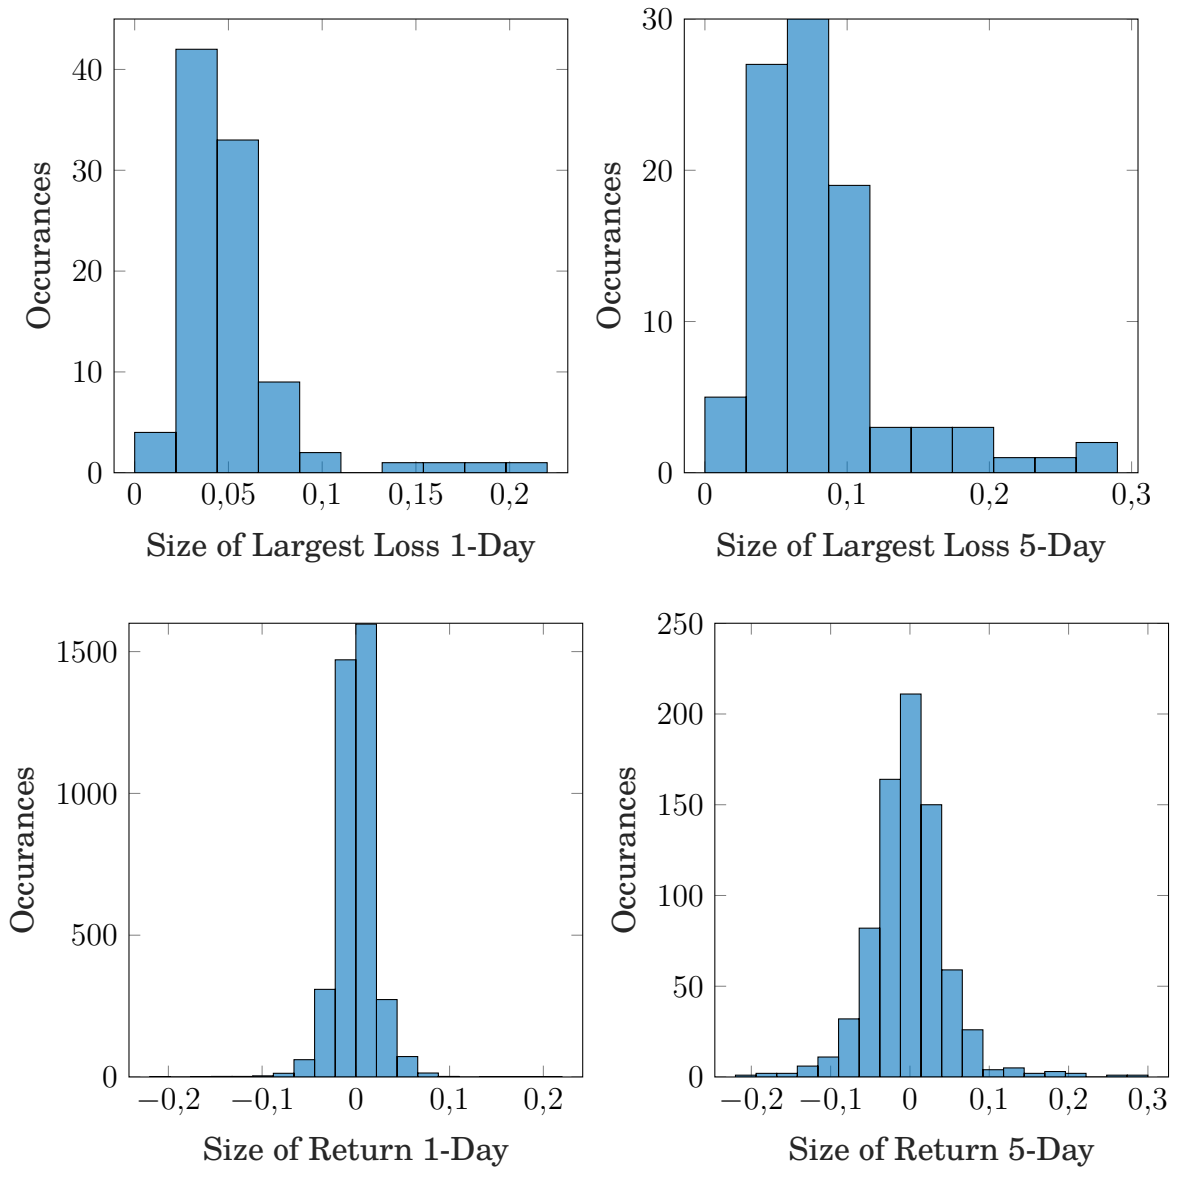 40
30
20
10
0
Occurances
0 0,05 0,1 0,15 0,2
Size of Largest Loss 1-Day
30
20
10
0
Occurances
0 0,1 0,2 0,3
Size of Largest Loss 5-Day
1500
1000
500
0
Occurances
−0,2 −0,1 0 0,1 0,2
Size of Return 1-Day
250
200
150
100
50
0
Occurances
−0,2 −0,1 0 0,1 0,2 0,3
Size of Return 5-Day